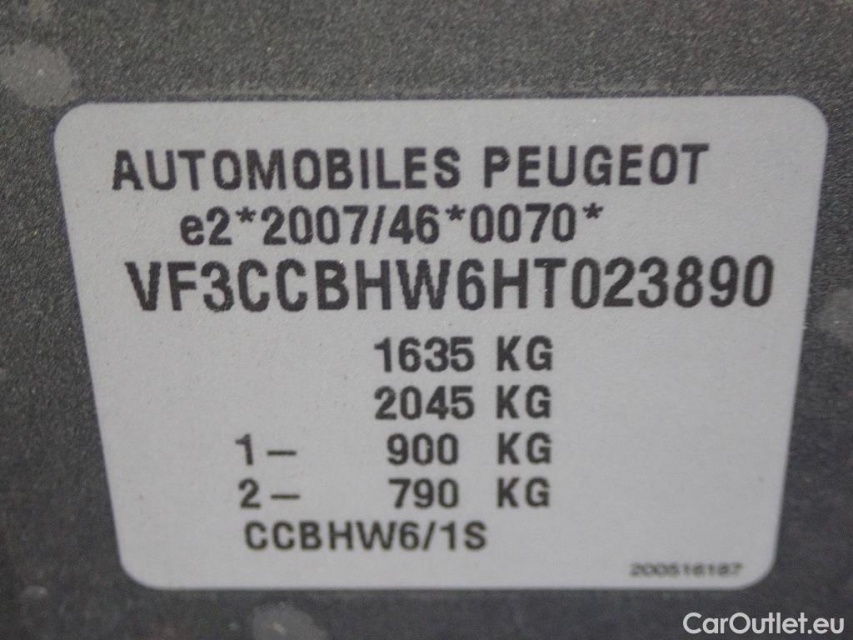 AUTOMOBILES PEUGEOT
e2*2007/46*0070*
VF3CCBHW6HT023890
1635 KG
2045 KG
1– 900 KG
2– 790 KG
CCBHW6/1S
200516187
CarOutlet.eu